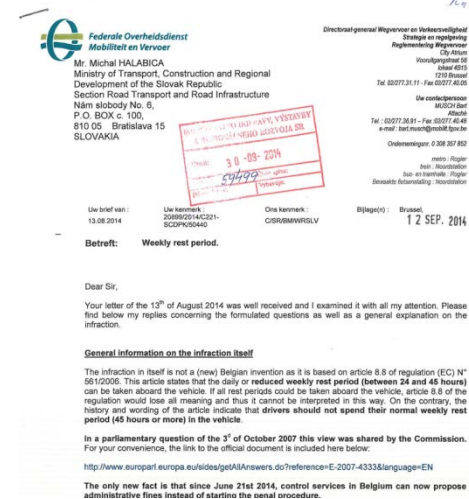 Federale Overheidsdienst
Mobiliteit en Vervoer
Directoraat-generaal Wegvervoer en Verkeersveiligheid
Strategie en regelgeving
Reglementering Wegvervoer
City Atrium
Vooruitgangstraat 56
lokaal 4B15
1210 Brussel
Tel. 02/277.31.11 - Fax 02/277.40.05
Uw contactpersoon
MUSCH Bart
Attaché
Tel. : 02/277.36.91 – Fax :02/277.40.49
e-mail : bart.musch@mobilit.fgov.be
Ondernemingsnr. 0 308 357 852
metro : Rogier
trein : Noordstation
bus- en tramhalte : Rogier
Bewaakte fietsenstalling : Noordstation
Mr. Michal HALABICA
Ministry of Transport, Construction and Regional
Development of the Slovak Republic
Section Road Transport and Road Infrastructure
Nám slobody No. 6,
P.O. BOX c. 100,
810 05 Bratislava 15
SLOVAKIA
VÝSTAVBY
ROZVOJA SR
30 -09- 2014
59499
Uw brief van : Uw kenmerk : Ons kenmerk : Bijlage(n) : Brussel,
13.08.2014 20899/2014/C221-SCDPK/50440 C/SR/BM/WRSLV 12 SEP. 2014
Betreft: Weekly rest period.
Dear Sir,
Your letter of the 13th of August 2014 was well received and I examined it with all my attention. Please
find below my replies concerning the formulated questions as well as a general explanation on the
infraction.
General information on the infraction itself
The infraction in itself is not a (new) Belgian invention as it is based on article 8.8 of regulation (EC) N°
561/2006. This article states that the daily or reduced weekly rest period (between 24 and 45 hours)
can be taken aboard the vehicle. If all rest periods could be taken aboard the vehicle, article 8.8 of the
regulation would lose all meaning and thus it cannot be interpreted in this way. On the contrary, the
history and wording of the article indicate that drivers should not spend their normal weekly rest
period (45 hours or more) in the vehicle.
In a parliamentary question of the 3rd of October 2007 this view was shared by the Commission.
For your convenience, the link to the official document is included here below:
http://www.europarl.europa.eu/sides/getAllAnswers.do?reference=E-2007-4333&language=EN
The only new fact is that since June 21st 2014, control services in Belgium can now propose
administrative fines instead of starting the penal procedure.